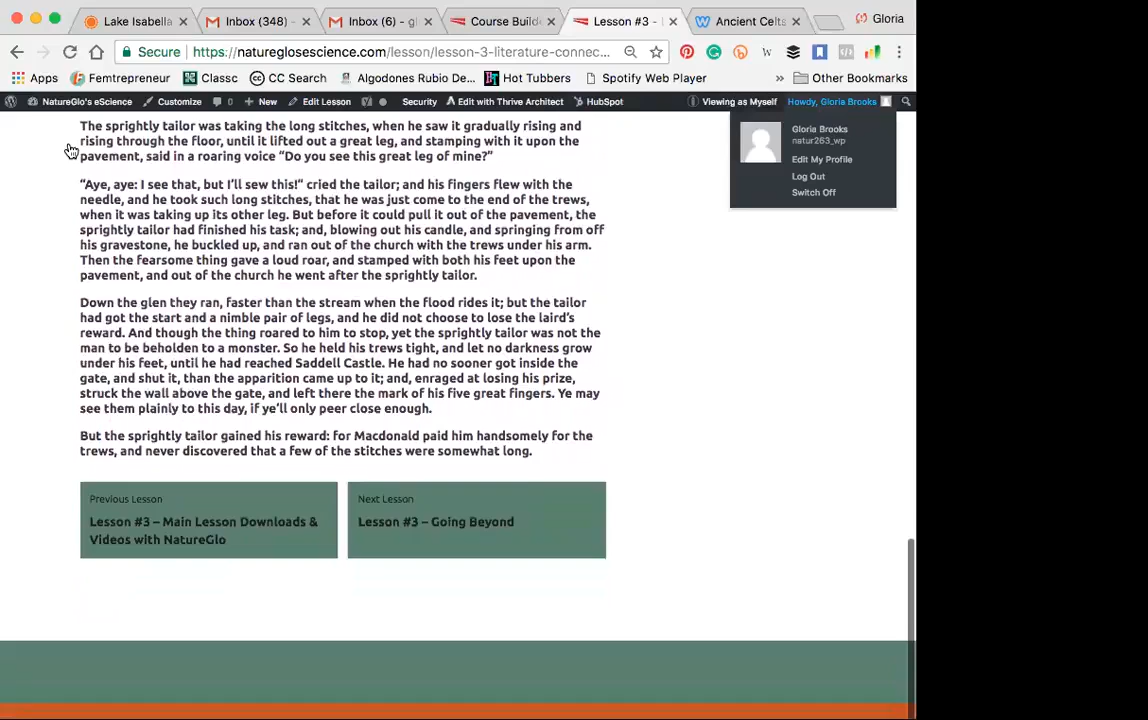 Lake Isabella
Inbox (348) -
Inbox (6) - gl
Course Builde
Lesson #3 - L
Ancient Celts
Gloria
Secure
https://natureglosescience.com/lesson/lesson-3-literature-connec...
Apps
Femtrepreneur
Classc
CC Search
Algodones Rubio De...
Hot Tubbers
Spotify Web Player
»
Other Bookmarks
NatureGlo's eScience
Customize
0
+ New
Edit Lesson
Security
Edit with Thrive Architect
HubSpot
Viewing as Myself
Howdy, Gloria Brooks
Gloria Brooks
natur263_wp
Edit My Profile
Log Out
Switch Off
The sprightly tailor was taking the long stitches, when he saw it gradually rising and
rising through the floor, until it lifted out a great leg, and stamping with it upon the
pavement, said in a roaring voice “Do you see this great leg of mine?”
“Aye, aye: I see that, but I’ll sew this!“ cried the tailor; and his fingers flew with the
needle, and he took such long stitches, that he was just come to the end of the trews,
when it was taking up its other leg. But before it could pull it out of the pavement, the
sprightly tailor had finished his task; and, blowing out his candle, and springing from off
his gravestone, he buckled up, and ran out of the church with the trews under his arm.
Then the fearsome thing gave a loud roar, and stamped with both his feet upon the
pavement, and out of the church he went after the sprightly tailor.
Down the glen they ran, faster than the stream when the flood rides it; but the tailor
had got the start and a nimble pair of legs, and he did not choose to lose the laird’s
reward. And though the thing roared to him to stop, yet the sprightly tailor was not the
man to be beholden to a monster. So he held his trews tight, and let no darkness grow
under his feet, until he had reached Saddell Castle. He had no sooner got inside the
gate, and shut it, than the apparition came up to it; and, enraged at losing his prize,
struck the wall above the gate, and left there the mark of his five great fingers. Ye may
see them plainly to this day, if ye’ll only peer close enough.
But the sprightly tailor gained his reward: for Macdonald paid him handsomely for the
trews, and never discovered that a few of the stitches were somewhat long.
Previous Lesson
Lesson #3 – Main Lesson Downloads &
Videos with NatureGlo
Next Lesson
Lesson #3 – Going Beyond